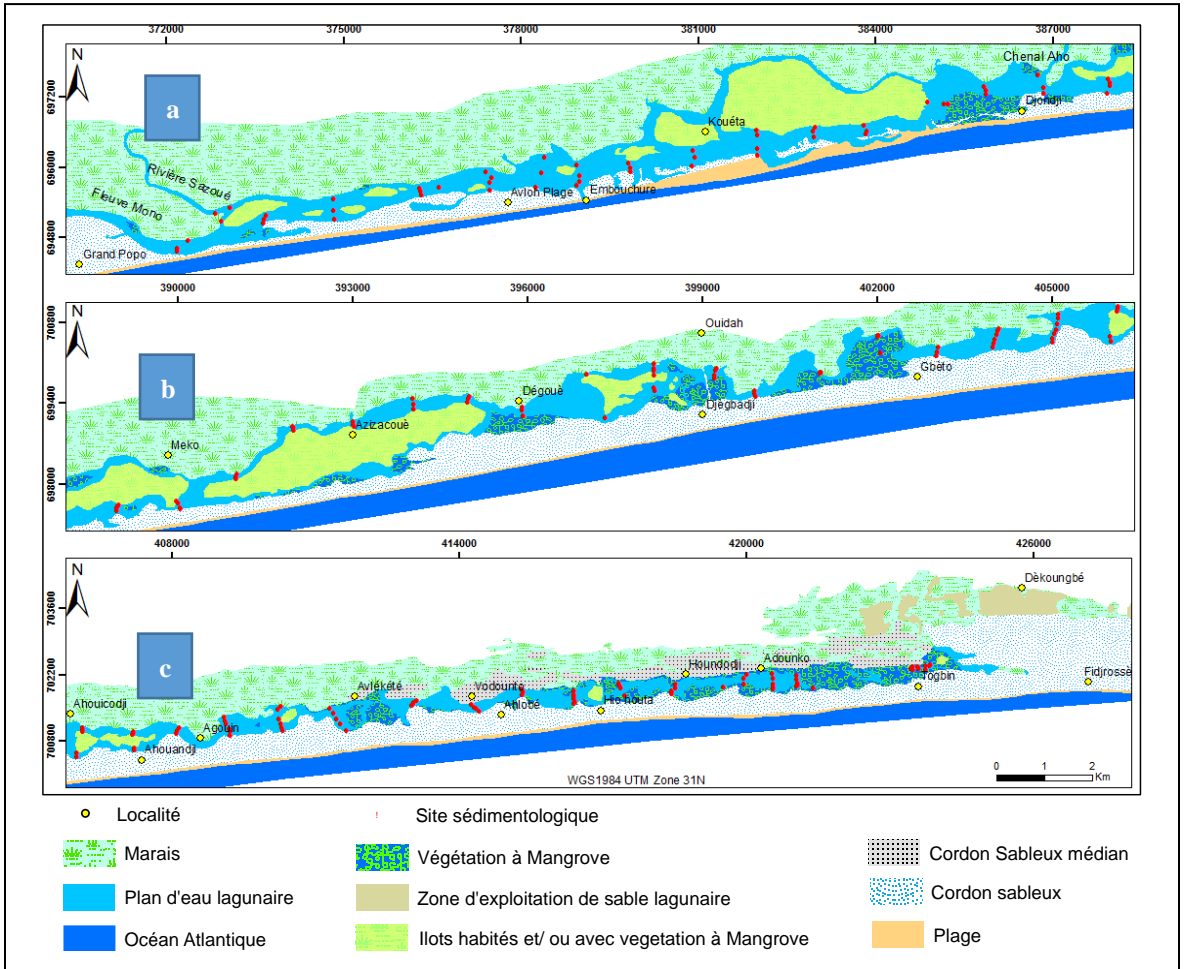 372000 375000 378000 381000 384000 387000
N
a
697200
696000
694800
Chenal Aho
Djondji
Kouéta
Rivière Sazoué
Fleuve Mono
Avlon Plage
Embouchure
Grand Popo
390000 393000 396000 399000 402000 405000
N
b
700800
699400
698000
Ouidah
Gbèto
Dégouè
Djègbadji
Azizacouè
Meko
408000 414000 420000 426000
N
c
703600
702200
700800
Dèkoungbé
Adounko
Houndodji
Togbin
Fidjrossè
Avlékété
Vodounto
Ahlobé
Hio houta
Ahouicodji
Agouin
Ahouandji
WGS1984 UTM Zone 31N
0 1 2
Km
Localité
Site sédimentologique
Marais
Végétation à Mangrove
Cordon Sableux médian
Plan d'eau lagunaire
Zone d'exploitation de sable lagunaire
Cordon sableux
Océan Atlantique
Ilots habités et/ ou avec vegetation à Mangrove
Plage